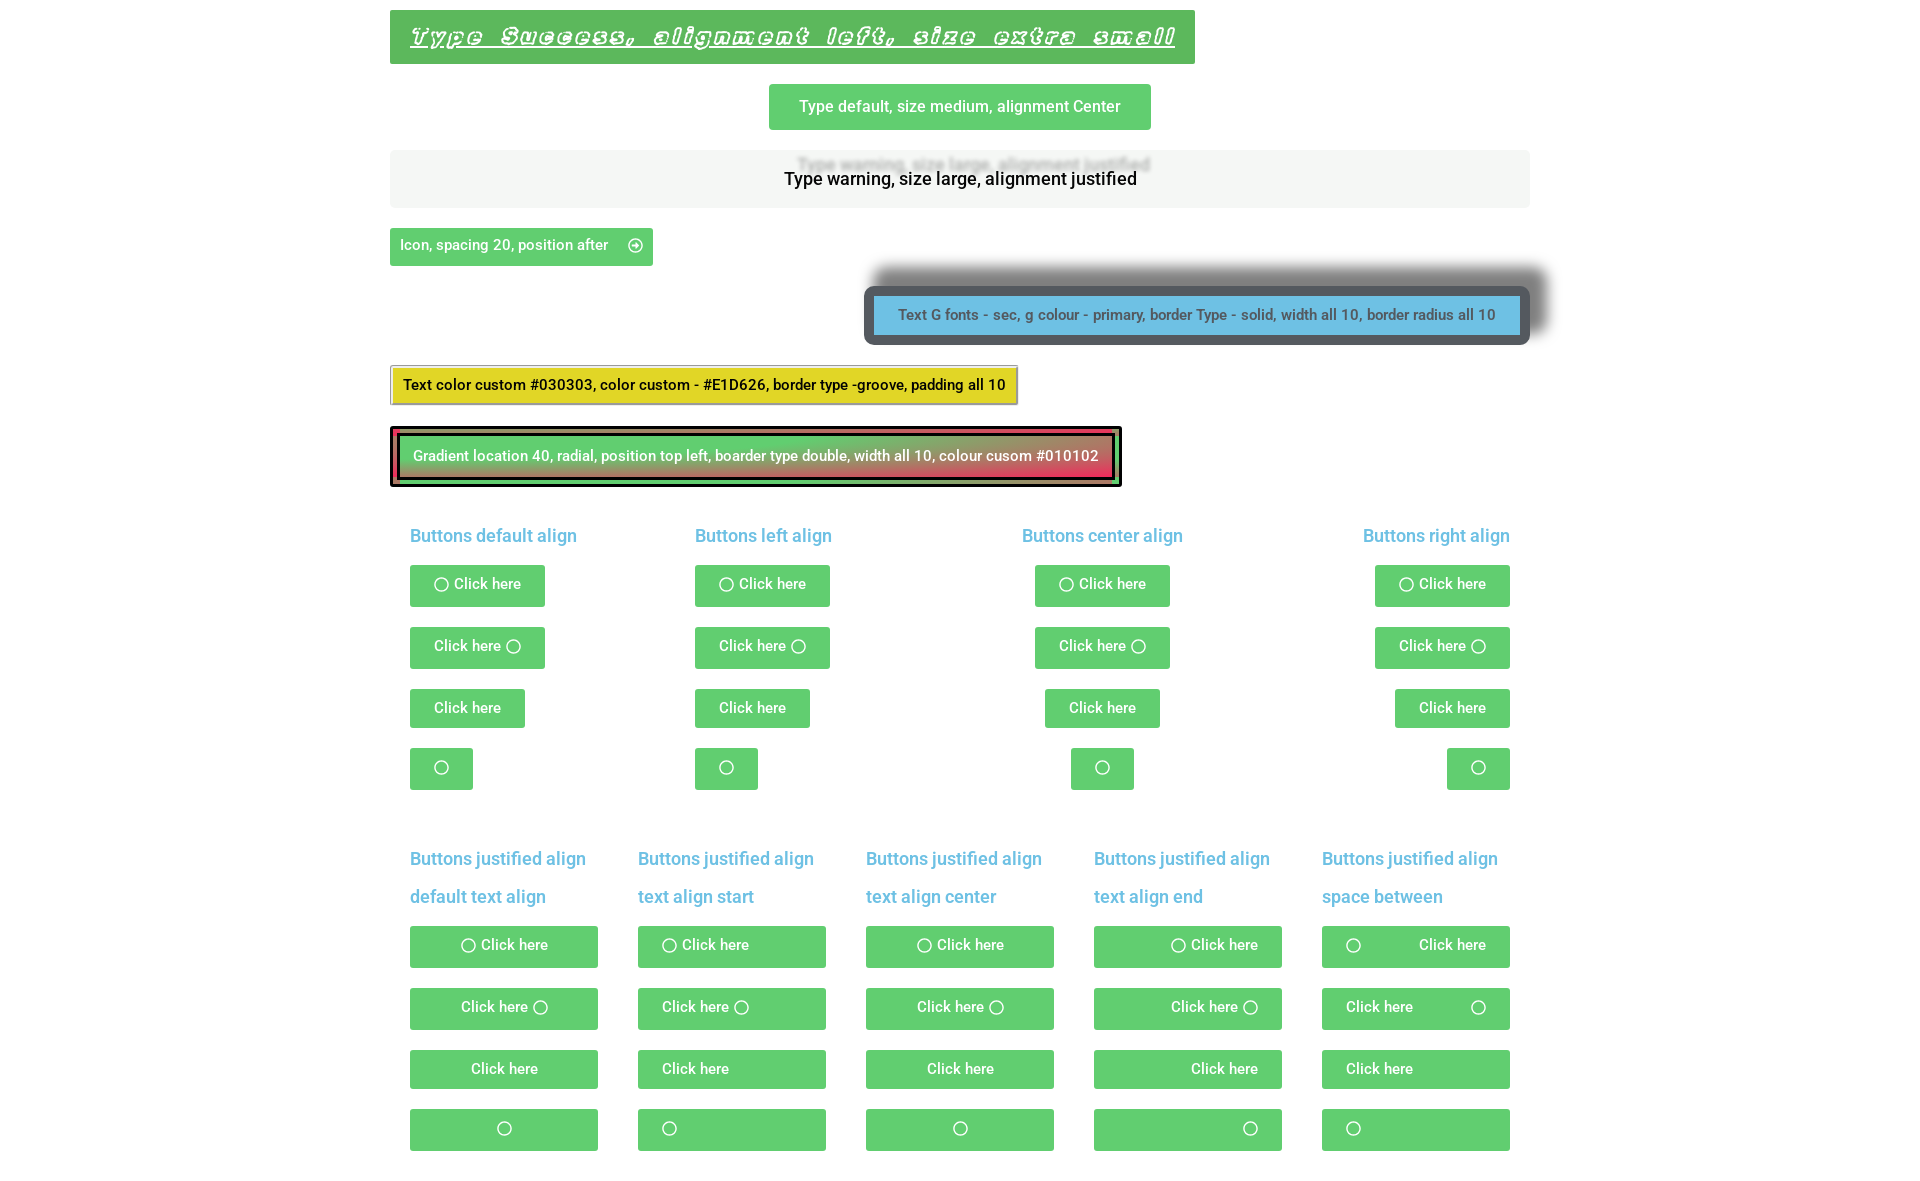 Type Success, alignment left, size extra small
Type default, size medium, alignment Center
Type warning, size large, alignment justified
Icon, spacing 20, position after
Text G fonts - sec, g colour - primary, border Type - solid, width all 10, border radius all 10
Text color custom #030303, color custom - #E1D626, border type -groove, padding all 10
Gradient location 40, radial, position top left, boarder type double, width all 10, colour cusom #010102
Buttons default align
Click here
Click here
Click here
Buttons left align
Click here
Click here
Click here
Buttons center align
Click here
Click here
Click here
Buttons right align
Click here
Click here
Click here
Buttons justified align
default text align
Click here
Click here
Click here
Buttons justified align
text align start
Click here
Click here
Click here
Buttons justified align
text align center
Click here
Click here
Click here
Buttons justified align
text align end
Click here
Click here
Click here
Buttons justified align
space between
Click here
Click here
Click here